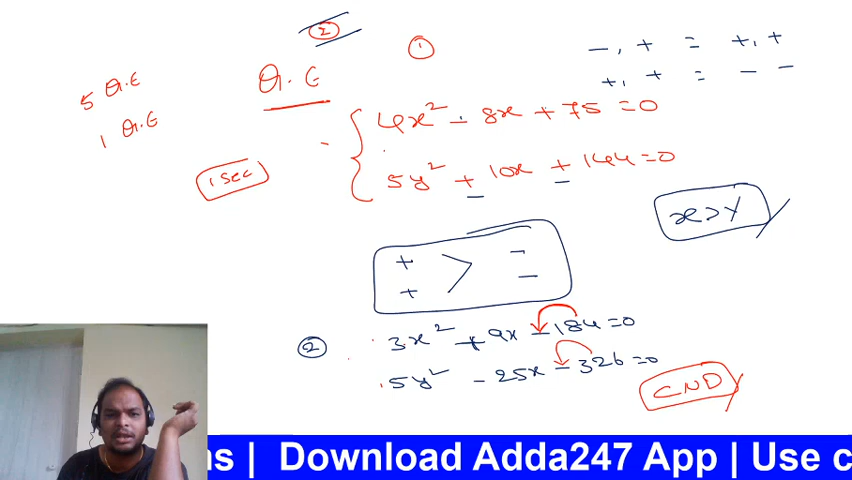 2
1
5 Q.E
1 Q.E
Q.E
-, + = +, +
+, + = - -
4x² - 8x + 75 = 0
5y² + 10x + 144 = 0
1 sec
x > y
+ > -
+ -
2 3x² + 9x - 184 = 0
5y² - 25x - 326 = 0
CND
ns | Download Adda247 App | Use c